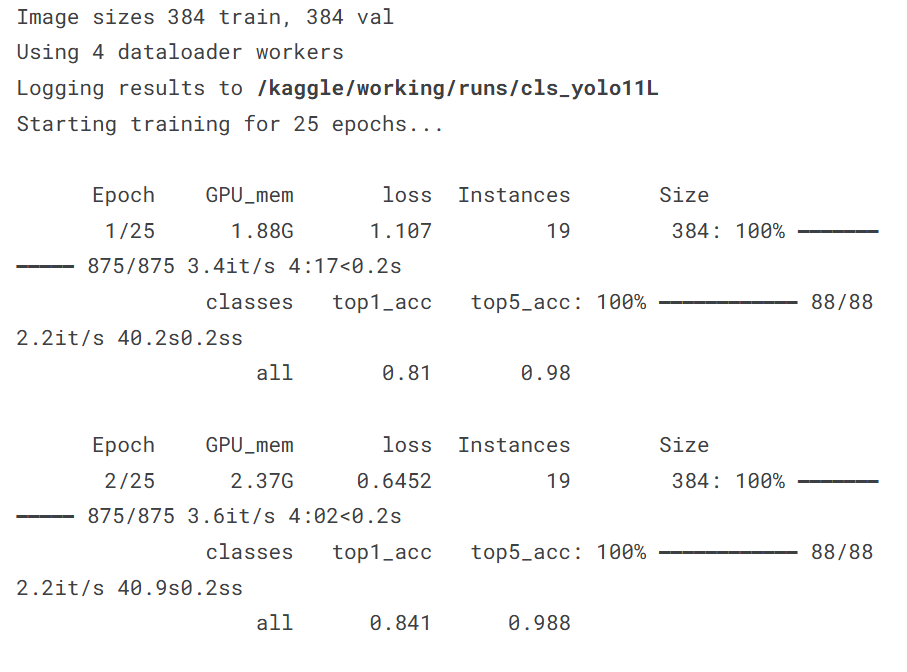 Image sizes 384 train, 384 val
Using 4 dataloader workers
Logging results to /kaggle/working/runs/cls_yolo11L
Starting training for 25 epochs...
Epoch GPU_mem loss Instances Size
1/25 1.88G 1.107 19 384: 100% ━━━━━━━
━━━━━ 875/875 3.4it/s 4:17<0.2s
classes top1_acc top5_acc: 100% ━━━━━━━━━━━━ 88/88
2.2it/s 40.2s0.2ss
all 0.81 0.98
Epoch GPU_mem loss Instances Size
2/25 2.37G 0.6452 19 384: 100% ━━━━━━━
━━━━━ 875/875 3.6it/s 4:02<0.2s
classes top1_acc top5_acc: 100% ━━━━━━━━━━━━ 88/88
2.2it/s 40.9s0.2ss
all 0.841 0.988